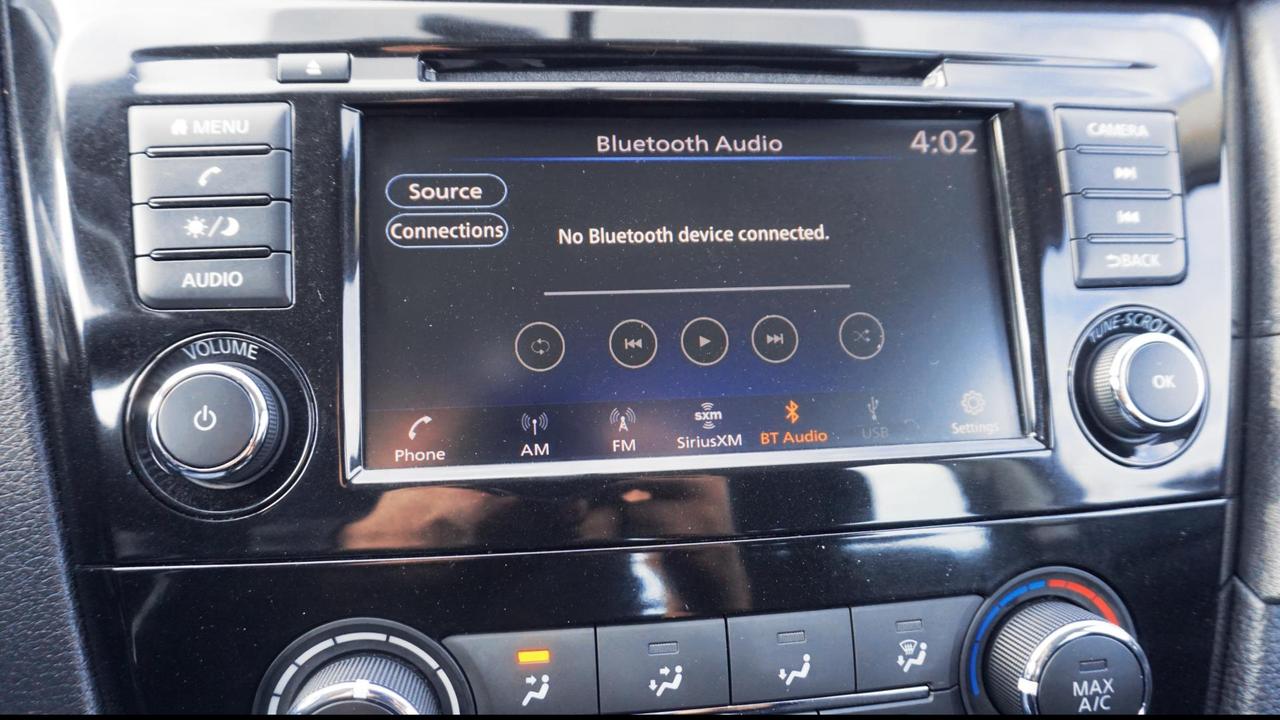 MENU
AUDIO
VOLUME
Bluetooth Audio
4:02
Source
Connections
No Bluetooth device connected.
Phone
AM
FM
sxm
SiriusXM
BT Audio
USB
Settings
CAMERA
BACK
TUNE·SCROLL
OK
MAX
A/C